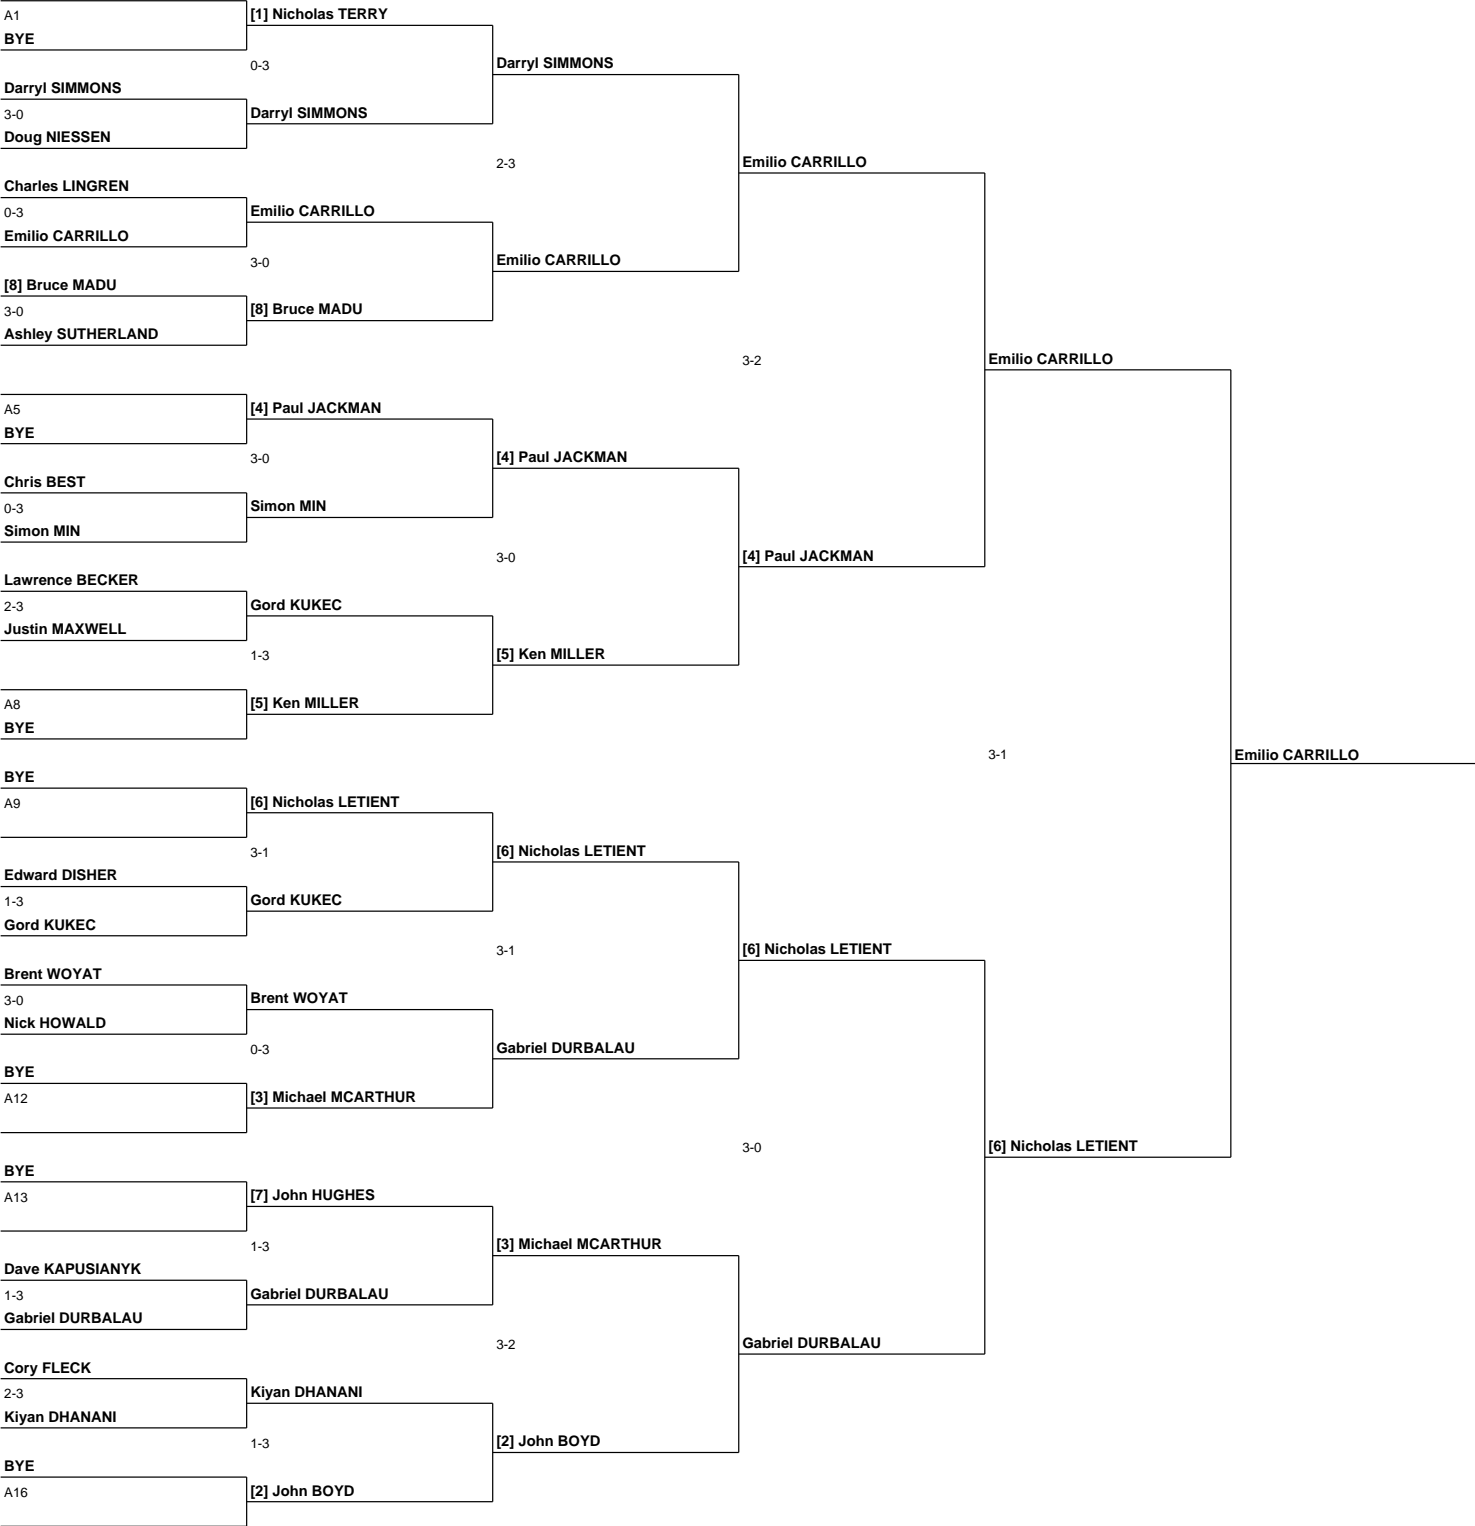 A1
[1] Nicholas TERRY
BYE
0-3
Darryl SIMMONS
Darryl SIMMONS
3-0
Darryl SIMMONS
Doug NIESSEN
2-3
Emilio CARRILLO
Charles LINGREN
0-3
Emilio CARRILLO
Emilio CARRILLO
3-0
Emilio CARRILLO
[8] Bruce MADU
3-0
[8] Bruce MADU
Ashley SUTHERLAND
3-2
Emilio CARRILLO
A5
[4] Paul JACKMAN
BYE
3-0
[4] Paul JACKMAN
Chris BEST
0-3
Simon MIN
Simon MIN
3-0
[4] Paul JACKMAN
Lawrence BECKER
2-3
Gord KUKEC
Justin MAXWELL
1-3
[5] Ken MILLER
A8
[5] Ken MILLER
BYE
3-1
Emilio CARRILLO
BYE
A9
[6] Nicholas LETIENT
3-1
[6] Nicholas LETIENT
Edward DISHER
1-3
Gord KUKEC
Gord KUKEC
3-1
[6] Nicholas LETIENT
Brent WOYAT
3-0
Brent WOYAT
Nick HOWALD
0-3
Gabriel DURBALAU
BYE
A12
[3] Michael MCARTHUR
3-0
[6] Nicholas LETIENT
BYE
A13
[7] John HUGHES
1-3
[3] Michael MCARTHUR
Dave KAPUSIANYK
1-3
Gabriel DURBALAU
Gabriel DURBALAU
3-2
Gabriel DURBALAU
Cory FLECK
2-3
Kiyan DHANANI
Kiyan DHANANI
1-3
[2] John BOYD
BYE
A16
[2] John BOYD